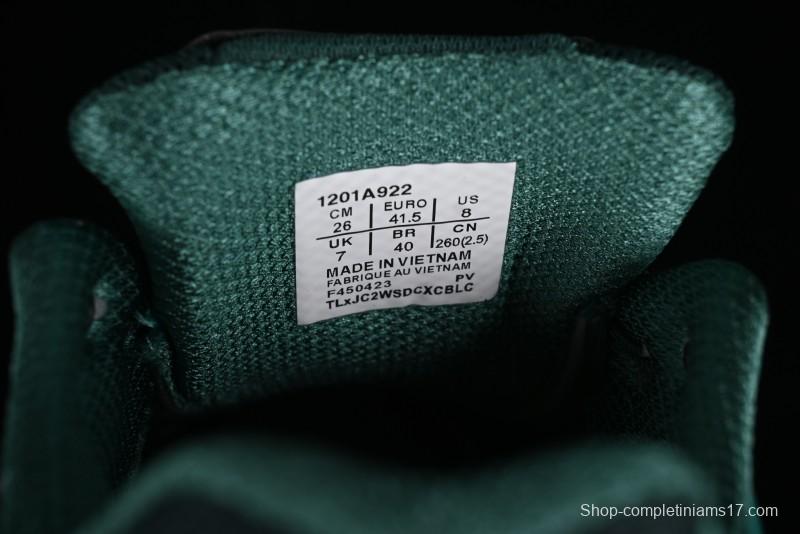 1201A922
CM EURO US
26 41.5 8
UK BR CN
7 40 260(2.5)
MADE IN VIETNAM
FABRIQUE AU VIETNAM
F450423 PV
TLxJC2WSDCXCBLC
Shop-completiniams17.com